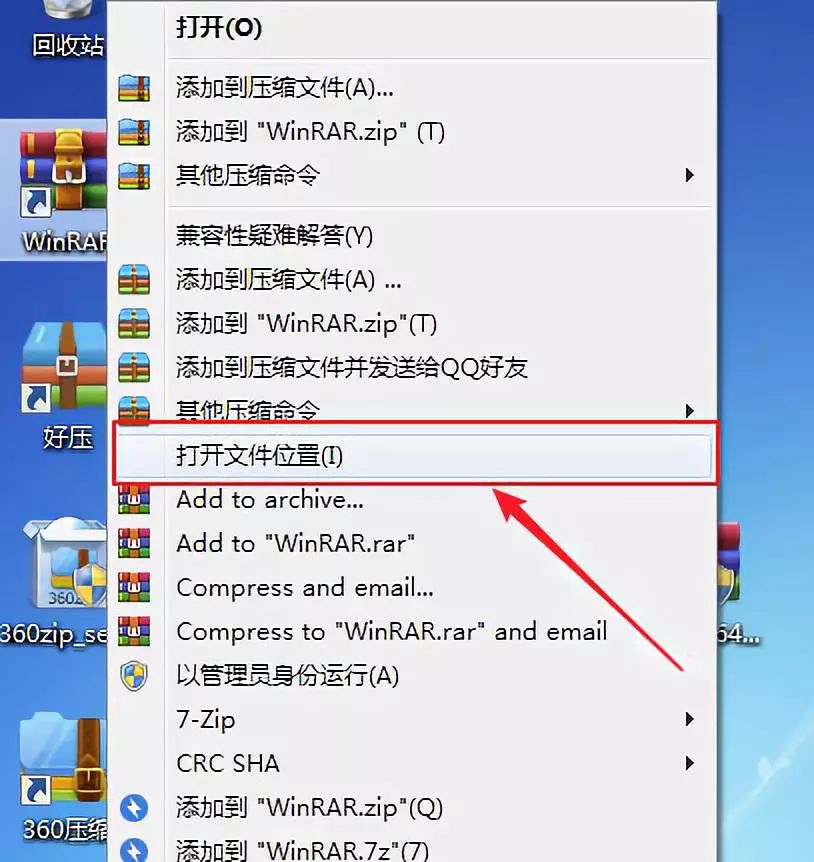 回收站
WinRAR
好压
360zip_se
360压缩
打开(O)
添加到压缩文件(A)...
添加到 "WinRAR.zip" (T)
其他压缩命令
兼容性疑难解答(Y)
添加到压缩文件(A) ...
添加到 "WinRAR.zip"(T)
添加到压缩文件并发送给QQ好友
其他压缩命令
打开文件位置(I)
Add to archive...
Add to "WinRAR.rar"
Compress and email...
Compress to "WinRAR.rar" and email
以管理员身份运行(A)
7-Zip
CRC SHA
添加到 "WinRAR.zip"(Q)
添加到 "WinRAR.7z"(7)
64...